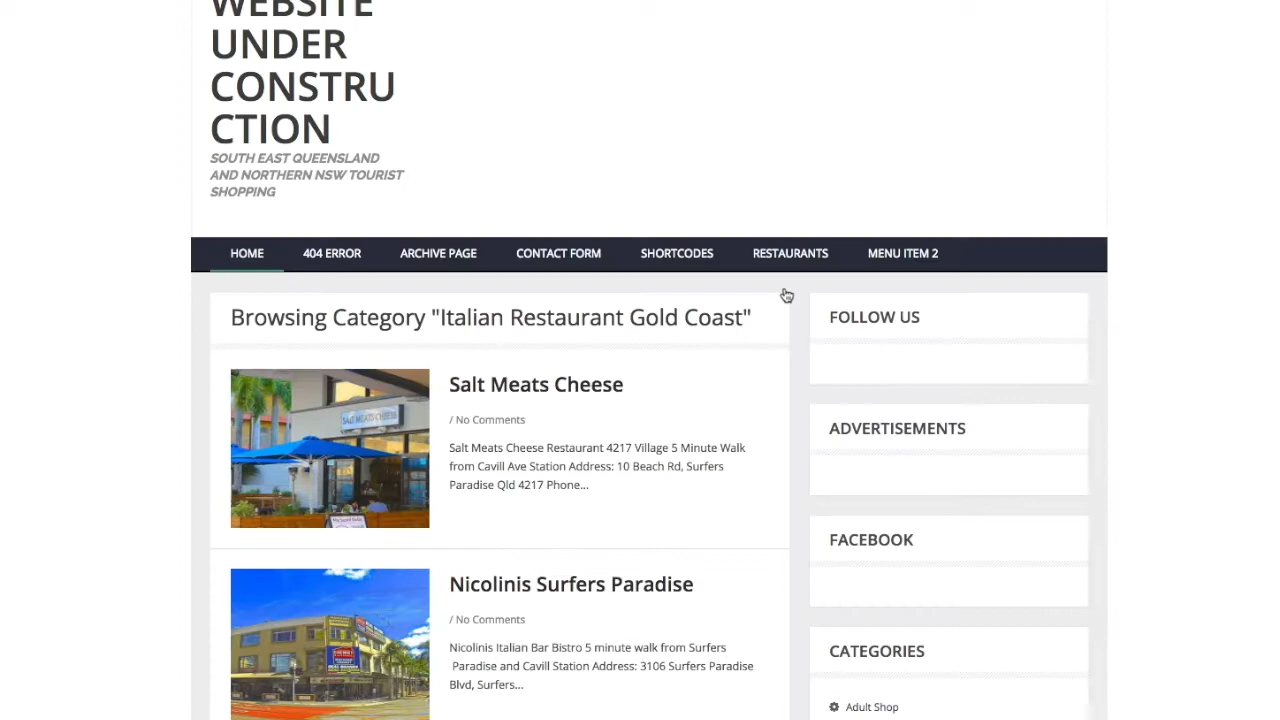 WEBSITE
UNDER
CONSTRU
CTION
SOUTH EAST QUEENSLAND
AND NORTHERN NSW TOURIST
SHOPPING
HOME 404 ERROR ARCHIVE PAGE CONTACT FORM SHORTCODES RESTAURANTS MENU ITEM 2
Browsing Category "Italian Restaurant Gold Coast"
SALT MEATS CHEESE
Salt Meats Cheese
/ No Comments
Salt Meats Cheese Restaurant 4217 Village 5 Minute Walk
from Cavill Ave Station Address: 10 Beach Rd, Surfers
Paradise Qld 4217 Phone...
Nicolinis Surfers Paradise
/ No Comments
Nicolinis Italian Bar Bistro 5 minute walk from Surfers
Paradise and Cavill Station Address: 3106 Surfers Paradise
Blvd, Surfers...
FOLLOW US
ADVERTISEMENTS
FACEBOOK
CATEGORIES
Adult Shop